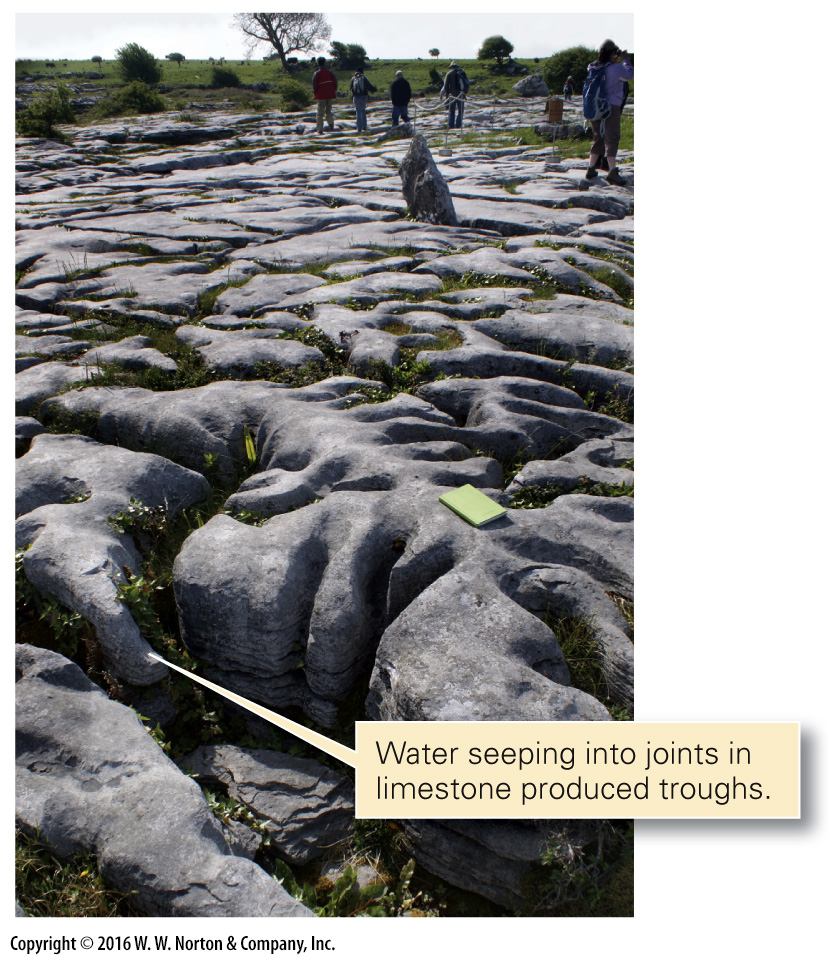 Water seeping into joints in
limestone produced troughs.
Copyright © 2016 W. W. Norton & Company, Inc.